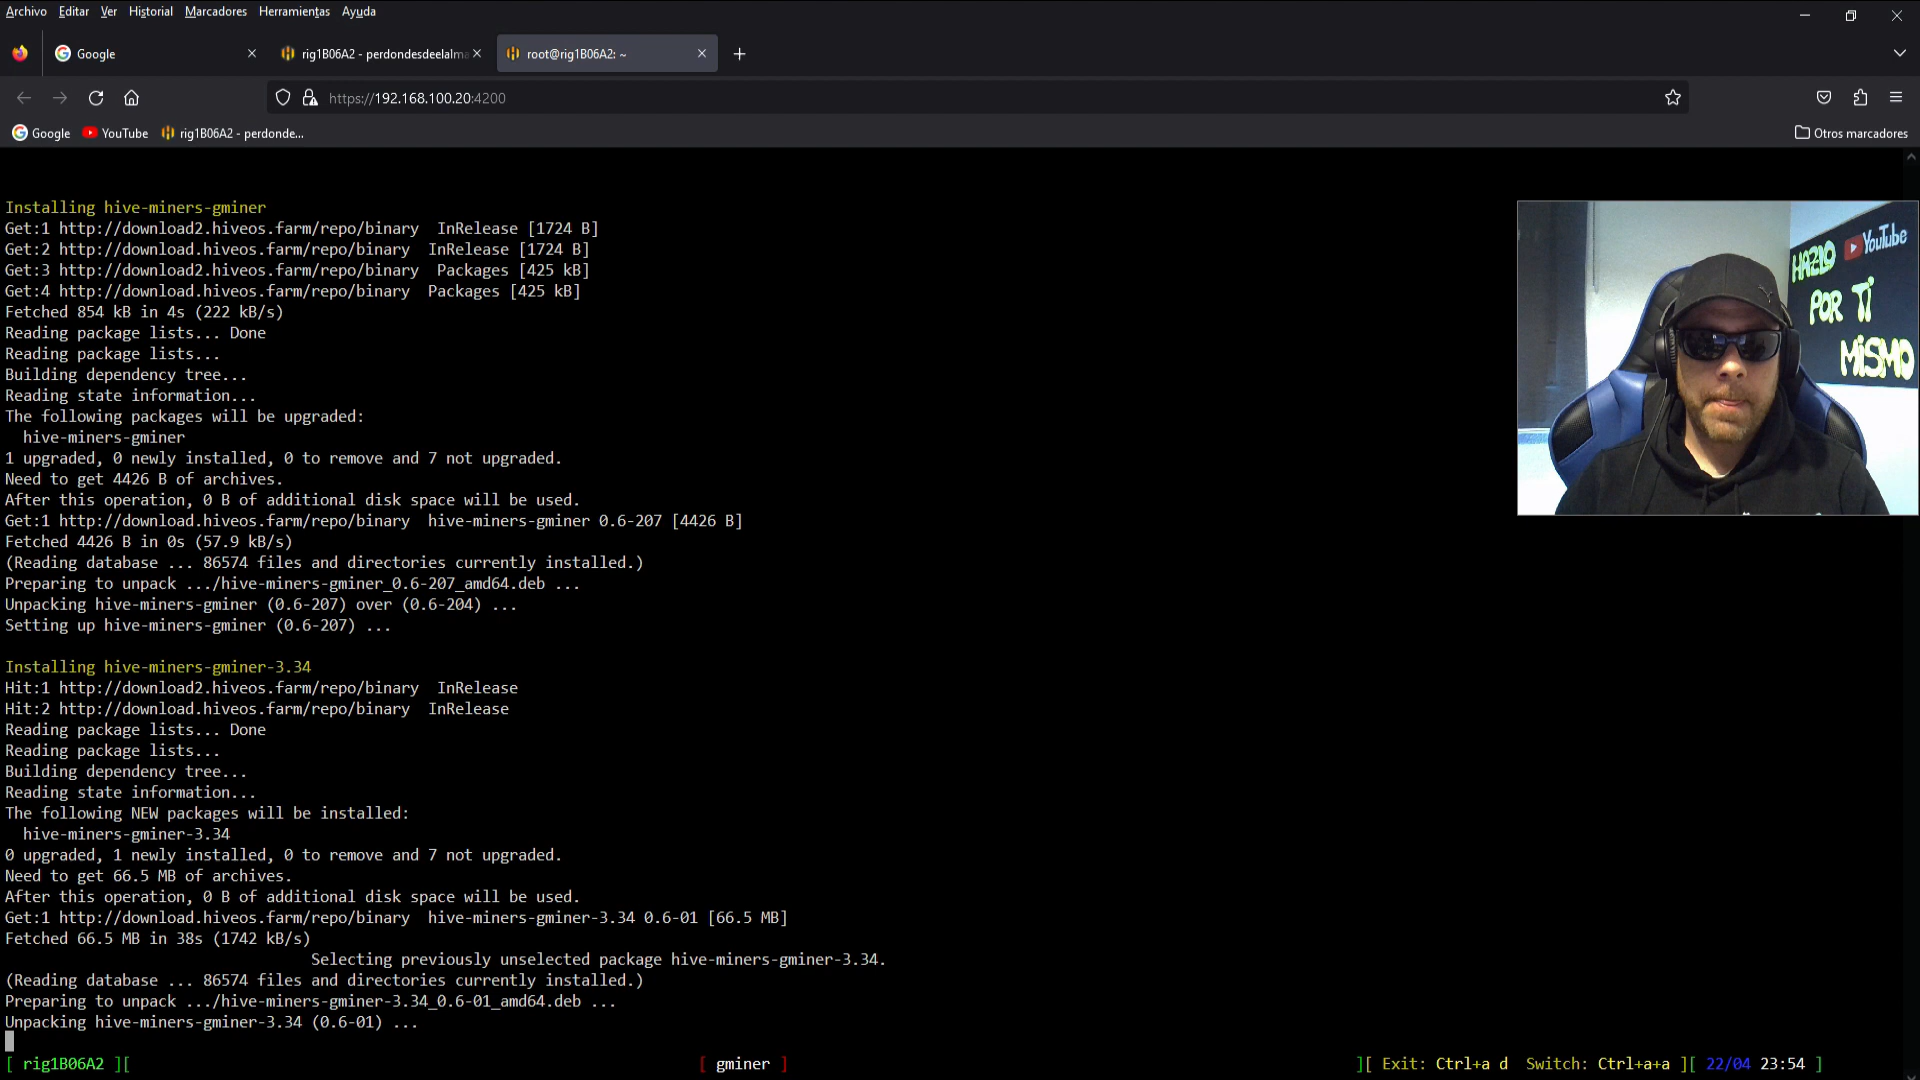 Archivo Editar Ver Historial Marcadores Herramientas Ayuda
Google rig1B06A2 - perdondesdeelalma root@rig1B06A2: ~
https://192.168.100.20:4200
Google YouTube rig1B06A2 - perdonde... Otros marcadores
Installing hive-miners-gminer
Get:1 http://download2.hiveos.farm/repo/binary  InRelease [1724 B]
Get:2 http://download.hiveos.farm/repo/binary  InRelease [1724 B]
Get:3 http://download2.hiveos.farm/repo/binary  Packages [425 kB]
Get:4 http://download.hiveos.farm/repo/binary  Packages [425 kB]
Fetched 854 kB in 4s (222 kB/s)
Reading package lists... Done
Reading package lists...
Building dependency tree...
Reading state information...
The following packages will be upgraded:
hive-miners-gminer
1 upgraded, 0 newly installed, 0 to remove and 7 not upgraded.
Need to get 4426 B of archives.
After this operation, 0 B of additional disk space will be used.
Get:1 http://download.hiveos.farm/repo/binary  hive-miners-gminer 0.6-207 [4426 B]
Fetched 4426 B in 0s (57.9 kB/s)
(Reading database ... 86574 files and directories currently installed.)
Preparing to unpack .../hive-miners-gminer_0.6-207_amd64.deb ...
Unpacking hive-miners-gminer (0.6-207) over (0.6-204) ...
Setting up hive-miners-gminer (0.6-207) ...
Installing hive-miners-gminer-3.34
Hit:1 http://download2.hiveos.farm/repo/binary  InRelease
Hit:2 http://download.hiveos.farm/repo/binary  InRelease
Reading package lists... Done
Reading package lists...
Building dependency tree...
Reading state information...
The following NEW packages will be installed:
hive-miners-gminer-3.34
0 upgraded, 1 newly installed, 0 to remove and 7 not upgraded.
Need to get 66.5 MB of archives.
After this operation, 0 B of additional disk space will be used.
Get:1 http://download.hiveos.farm/repo/binary  hive-miners-gminer-3.34 0.6-01 [66.5 MB]
Fetched 66.5 MB in 38s (1742 kB/s)
Selecting previously unselected package hive-miners-gminer-3.34.
(Reading database ... 86574 files and directories currently installed.)
Preparing to unpack .../hive-miners-gminer-3.34_0.6-01_amd64.deb ...
Unpacking hive-miners-gminer-3.34 (0.6-01) ...
[ rig1B06A2 ][ [ gminer ] ][ Exit: Ctrl+a d  Switch: Ctrl+a+a ][ 22/04 23:54 ]
YouTube
HAZLO
POR Ti
MiSMO